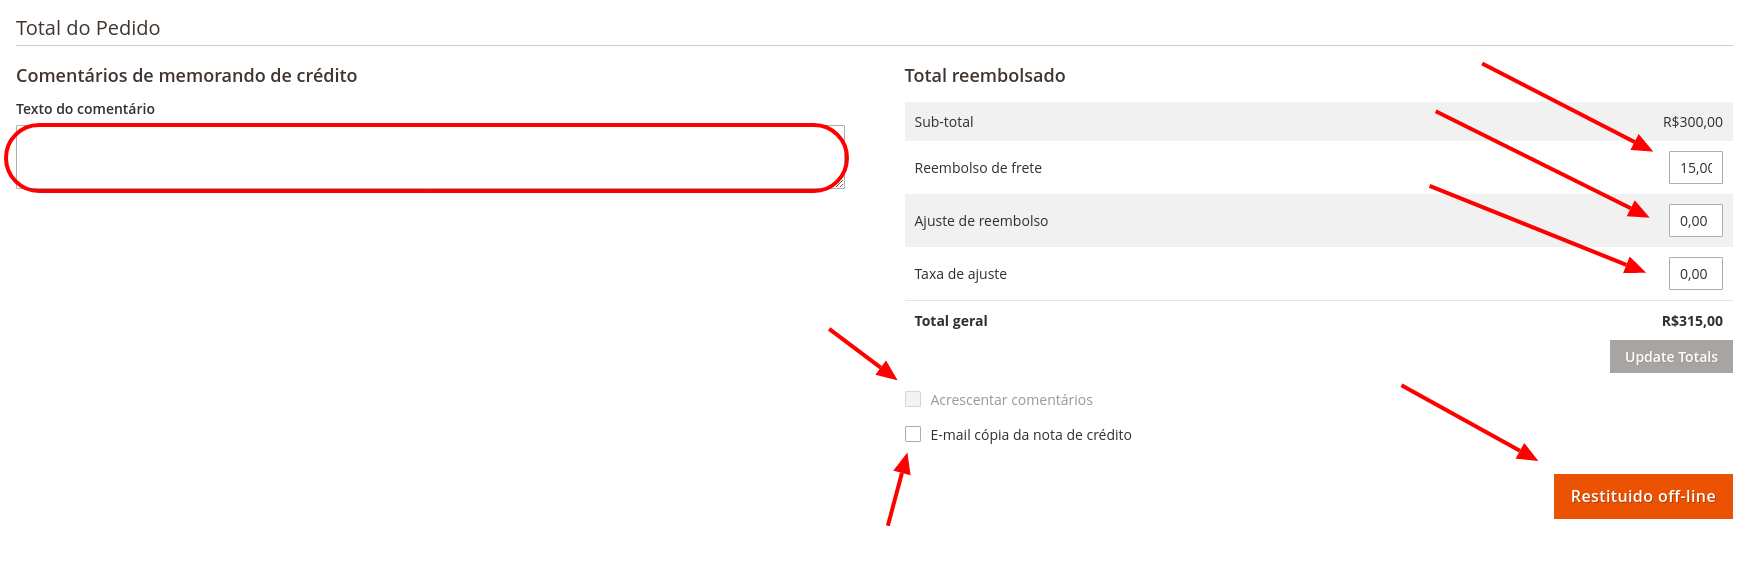 Total do Pedido
Comentários de memorando de crédito
Texto do comentário
Total reembolsado
Sub-total R$300,00
Reembolso de frete 15,00
Ajuste de reembolso 0,00
Taxa de ajuste 0,00
Total geral R$315,00
Update Totals
Acrescentar comentários
E-mail cópia da nota de crédito
Restituido off-line